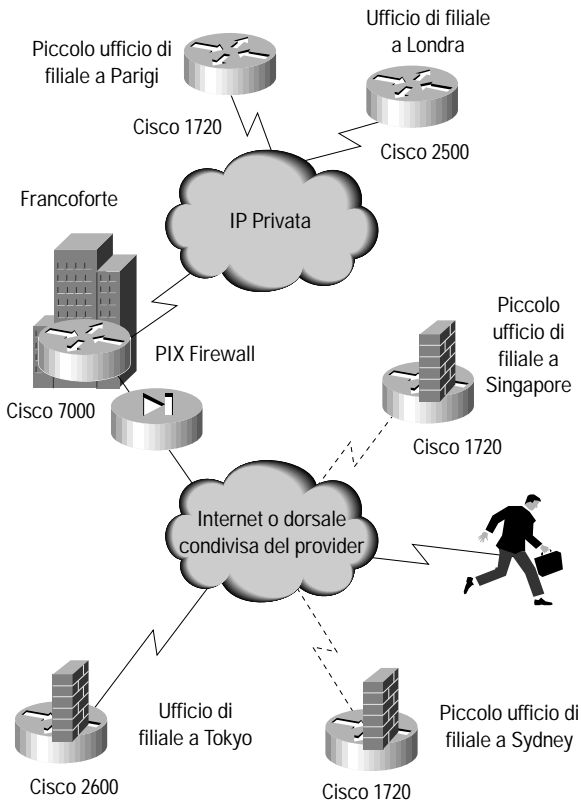 Ufficio di filiale
a Londra
Piccolo ufficio di
filiale a Parigi
Cisco 1720
Cisco 2500
Francoforte
IP Privata
PIX Firewall
Cisco 7000
Piccolo
ufficio di
filiale a
Singapore
Cisco 1720
Internet o dorsale
condivisa del provider
Ufficio di
filiale a Tokyo
Cisco 2600
Piccolo ufficio di
filiale a Sydney
Cisco 1720